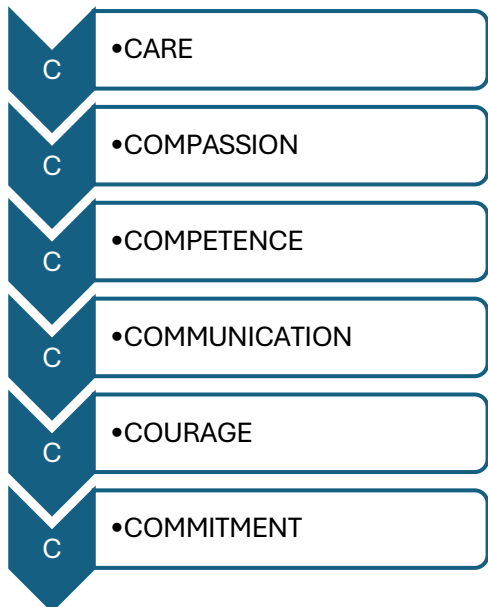 C
•CARE
C
•COMPASSION
C
•COMPETENCE
C
•COMMUNICATION
C
•COURAGE
C
•COMMITMENT